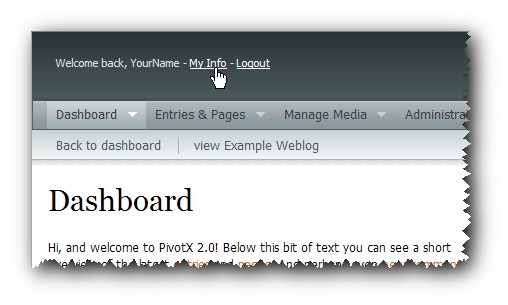 Welcome back, YourName - My Info - Logout
Dashboard Entries & Pages Manage Media Administra
Back to dashboard view Example Weblog
Dashboard
Hi, and welcome to PivotX 2.0! Below this bit of text you can see a short